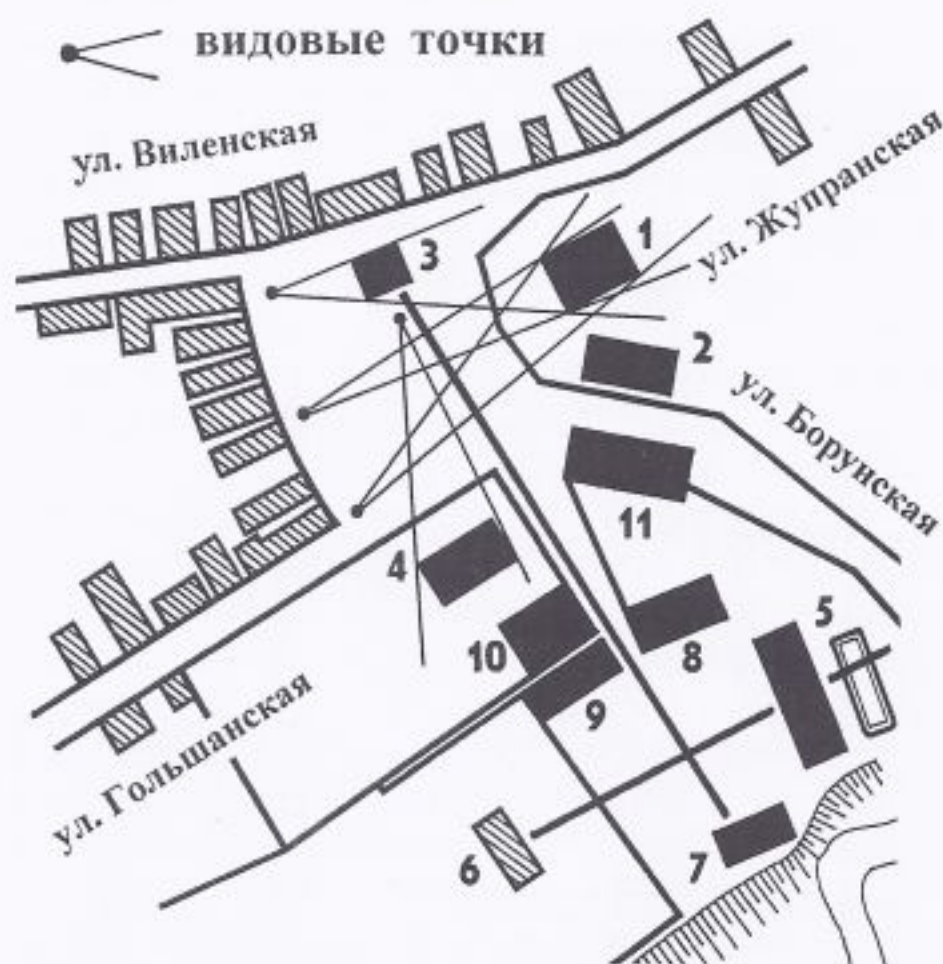 видовые точки
ул. Виленская
ул. Жупранская
1
3
2
ул. Борунская
11
4
5
10
8
9
ул. Гольшанская
6
7